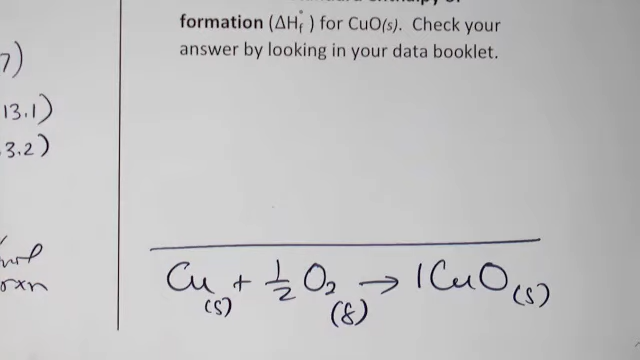 formation (ΔH°f) for CuO(s). Check your
answer by looking in your data booklet.
7)
13.1)
3.2)
rxn
Cu(s) + 1/2 O2(g) → 1CuO(s)